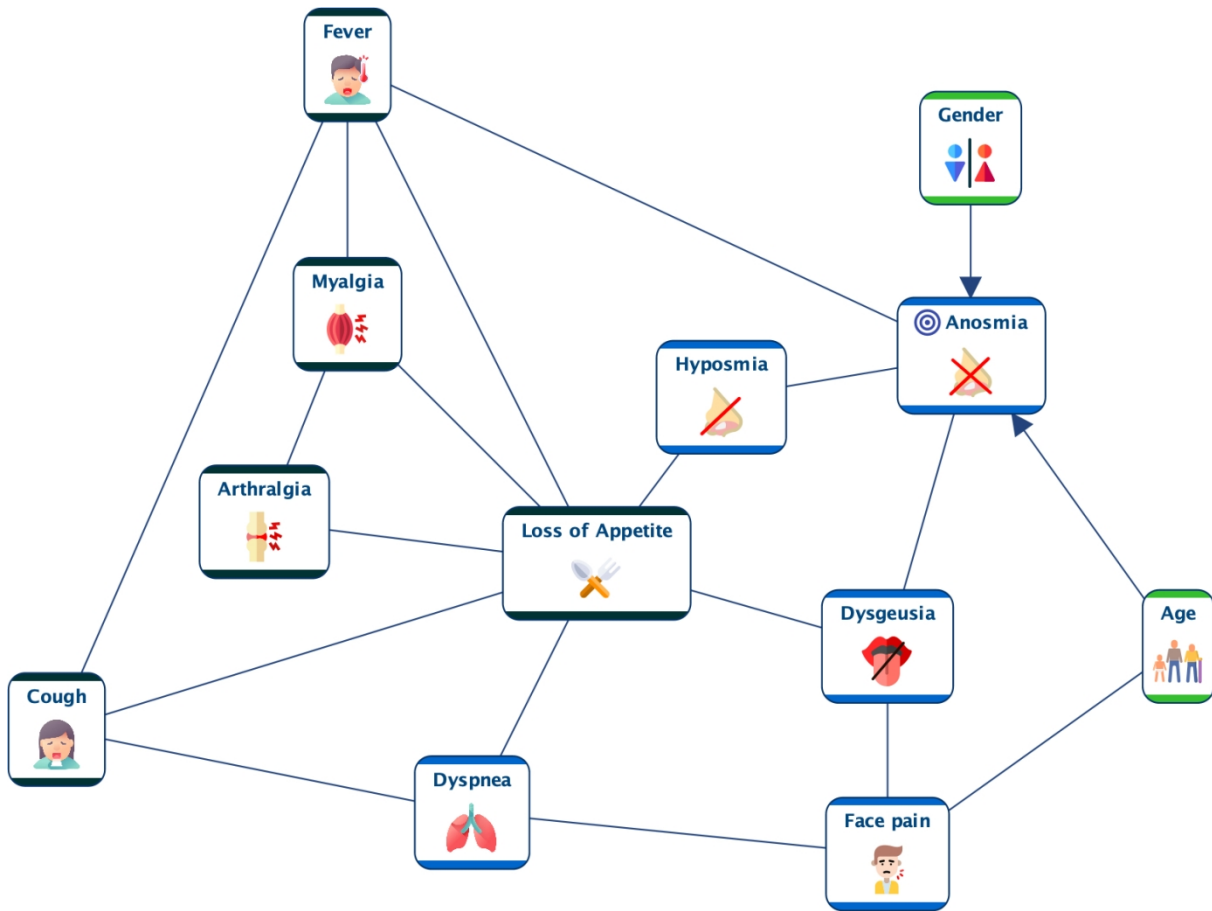 Fever
Gender
Myalgia
Anosmia
Hyposmia
Arthralgia
Loss of Appetite
Dysgeusia
Age
Cough
Dyspnea
Face pain